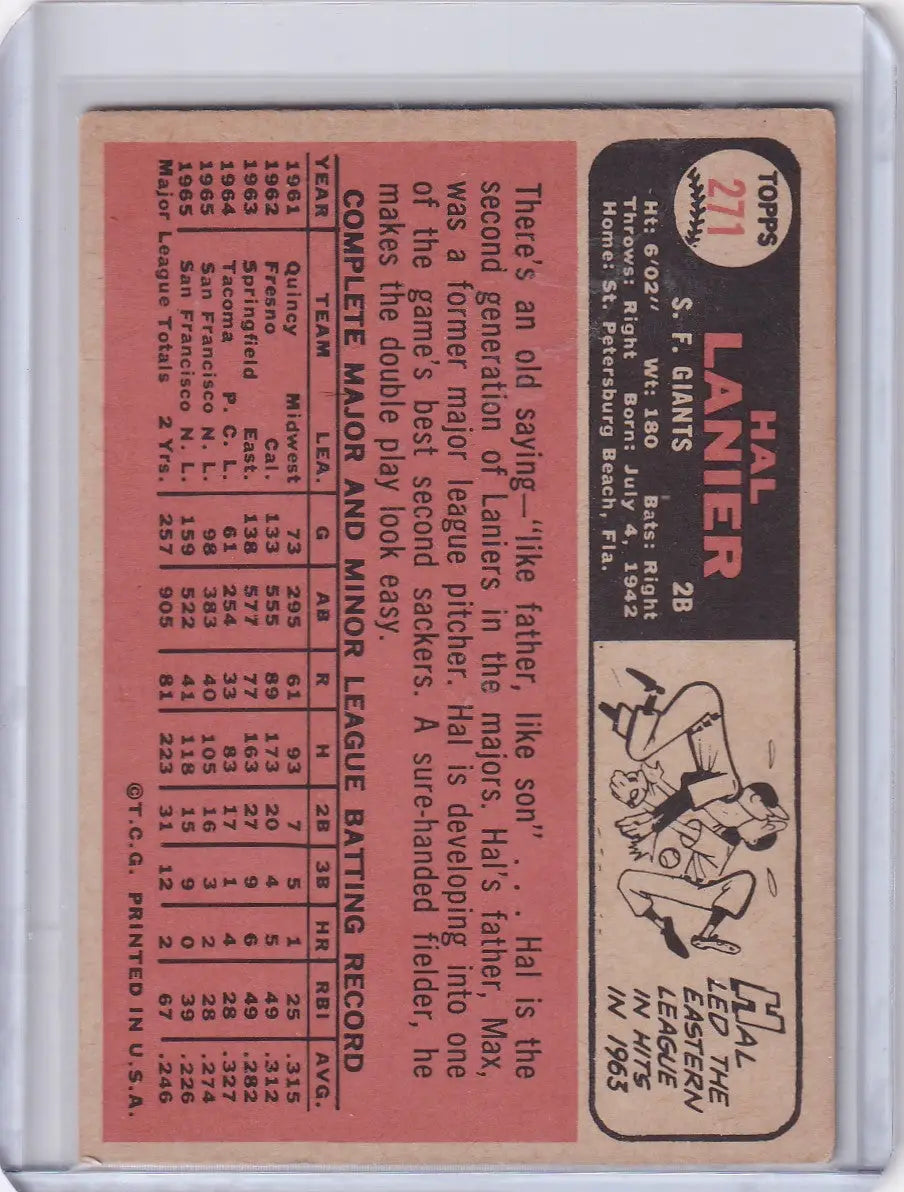 TOPPS
271
HAL
LANIER
S. F. GIANTS 2B
Ht: 6'02" Wt: 180 Bats: Right
Throws: Right Born: July 4, 1942
Home: St. Petersburg Beach, Fla.
HAL
LED THE
EASTERN
LEAGUE
IN HITS
IN 1963
There's an old saying—"like father, like son" . . . Hal is the
second generation of Laniers in the majors. Hal's father, Max,
was a former major league pitcher. Hal is developing into one
of the game's best second sackers. A sure-handed fielder, he
makes the double play look easy.
COMPLETE MAJOR AND MINOR LEAGUE BATTING RECORD
YEAR TEAM LEA. G AB R H 2B 3B HR RBI AVG.
1961 Quincy Midwest 73 295 61 93 7 5 1 25 .315
1962 Fresno Cal. 133 555 89 173 20 4 5 49 .312
1963 Springfield East. 138 577 77 163 27 9 6 49 .282
1964 Tacoma P. C. L. 61 254 33 83 17 1 4 28 .327
1965 San Francisco N. L. 98 383 40 105 16 3 2 28 .274
1965 San Francisco N. L. 159 522 41 118 15 9 0 39 .226
Major League Totals 2 Yrs. 257 905 81 223 31 12 2 67 .246
©T.C.G. PRINTED IN U.S.A.